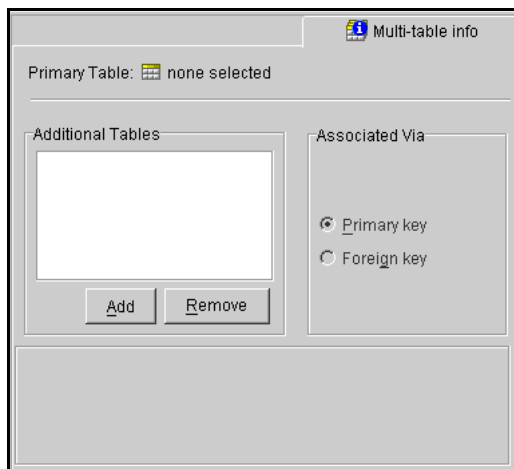 Multi-table info
Primary Table: none selected
Additional Tables
Associated Via
Primary key
Foreign key
Add Remove